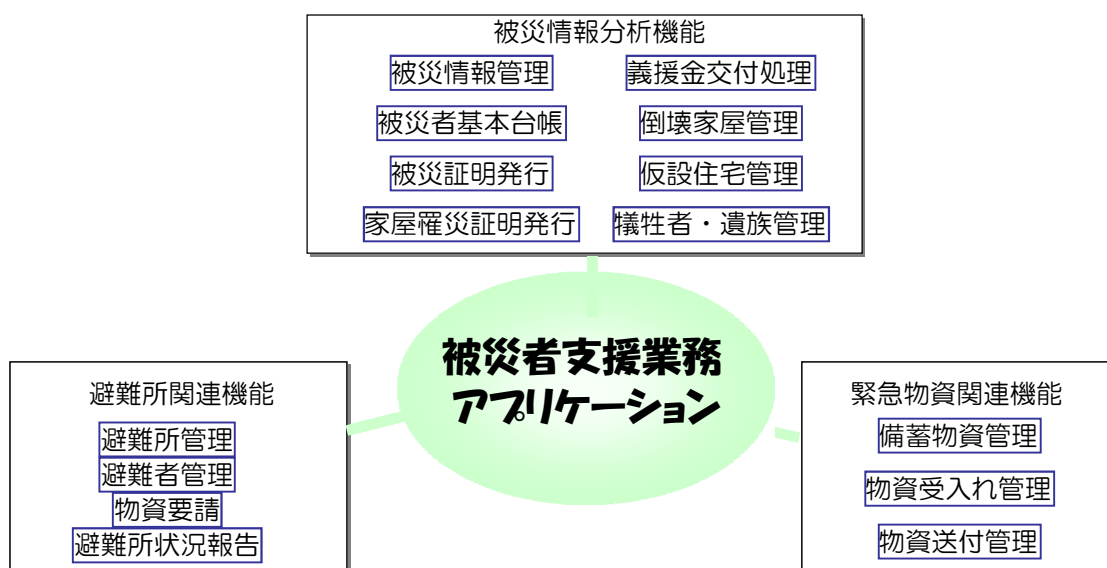 被災情報分析機能
被災情報管理
義援金交付処理
被災者基本台帳
倒壊家屋管理
被災証明発行
仮設住宅管理
家屋罹災証明発行
犠牲者・遺族管理
被災者支援業務
アプリケーション
避難所関連機能
避難所管理
避難者管理
物資要請
避難所状況報告
緊急物資関連機能
備蓄物資管理
物資受入れ管理
物資送付管理